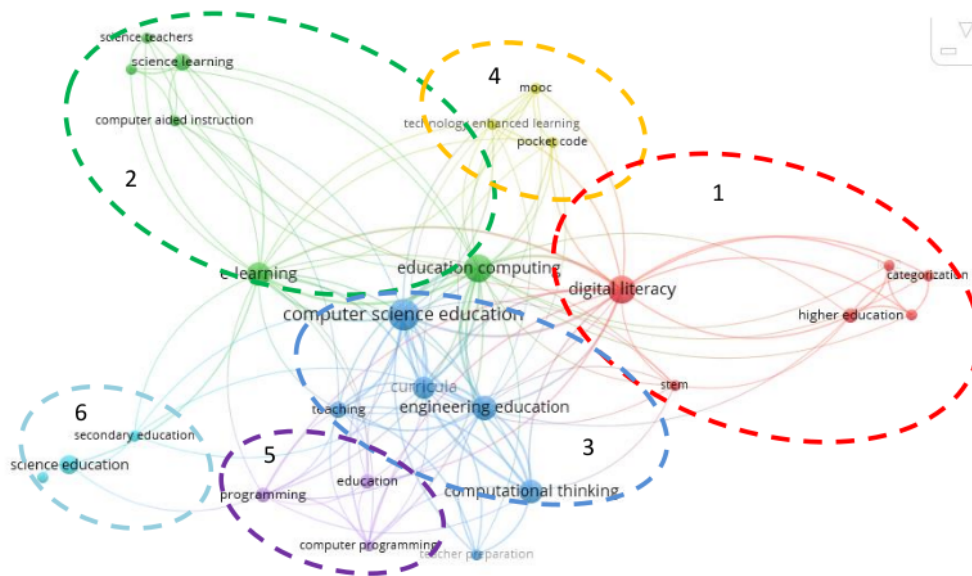 science teachers
science learning
4
mooc
computer aided instruction
technology enhanced learning
pocket code
2
1
e-learning
education computing
digital literacy
categorization
computer science education
higher education
curricula
stem
teaching
engineering education
6
secondary education
5
3
science education
education
programming
computational thinking
computer programming
teacher preparation